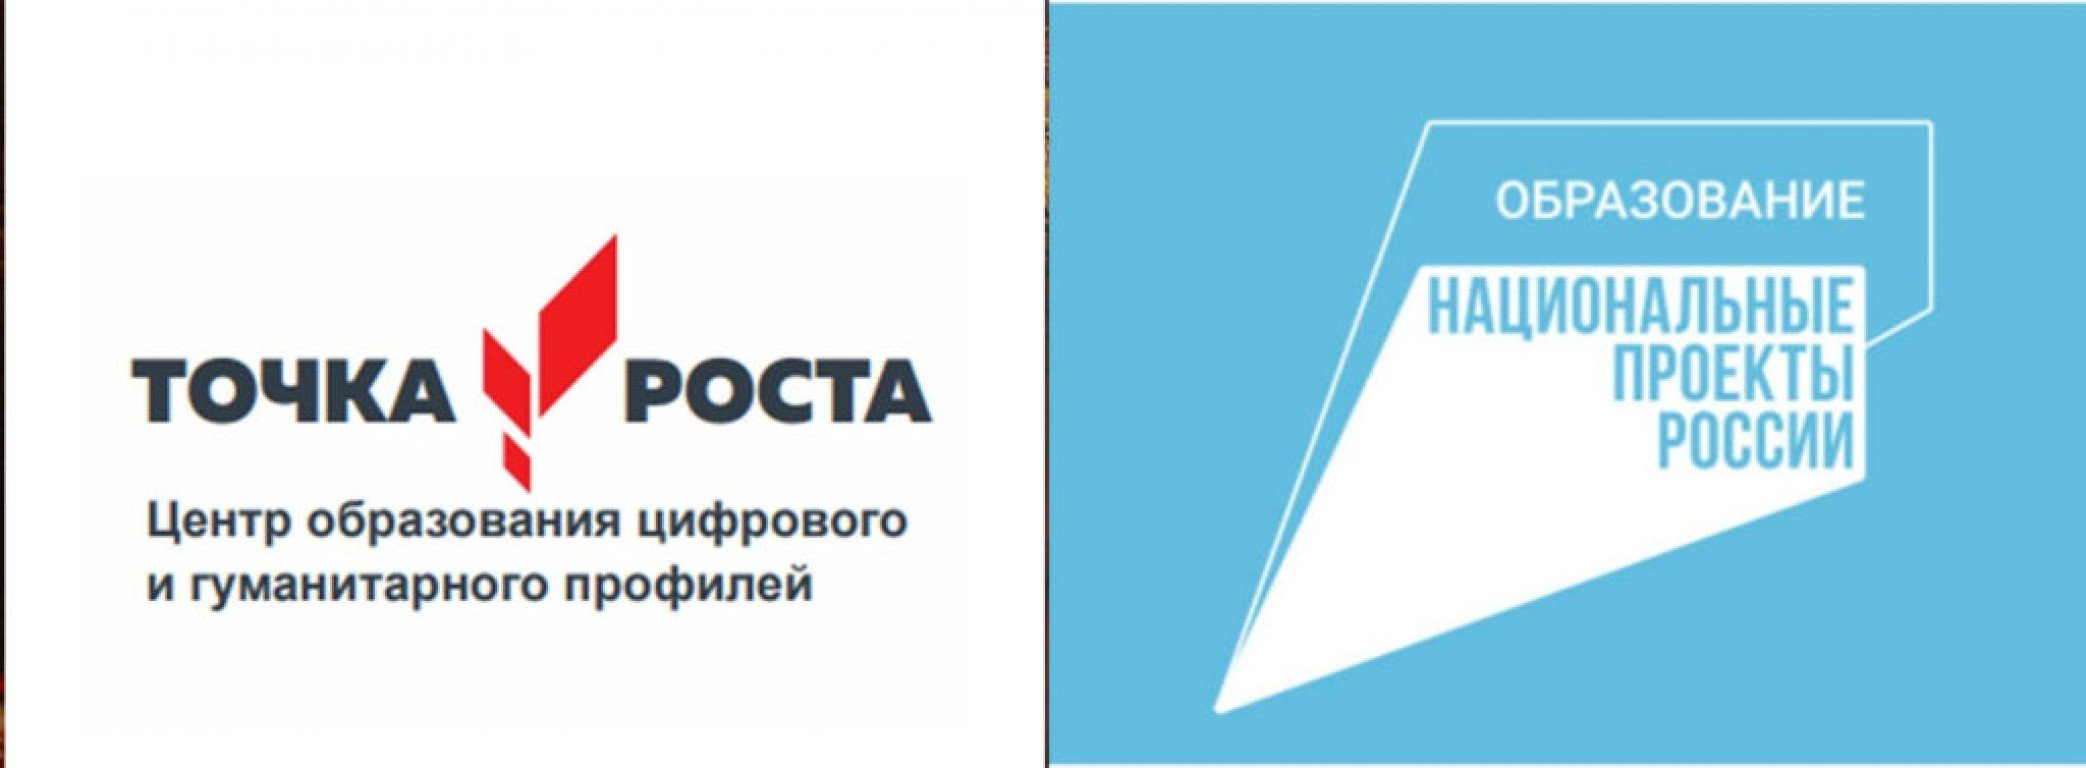 ТОЧКА РОСТА
Центр образования цифрового
и гуманитарного профилей
ОБРАЗОВАНИЕ
НАЦИОНАЛЬНЫЕ
ПРОЕКТЫ
РОССИИ